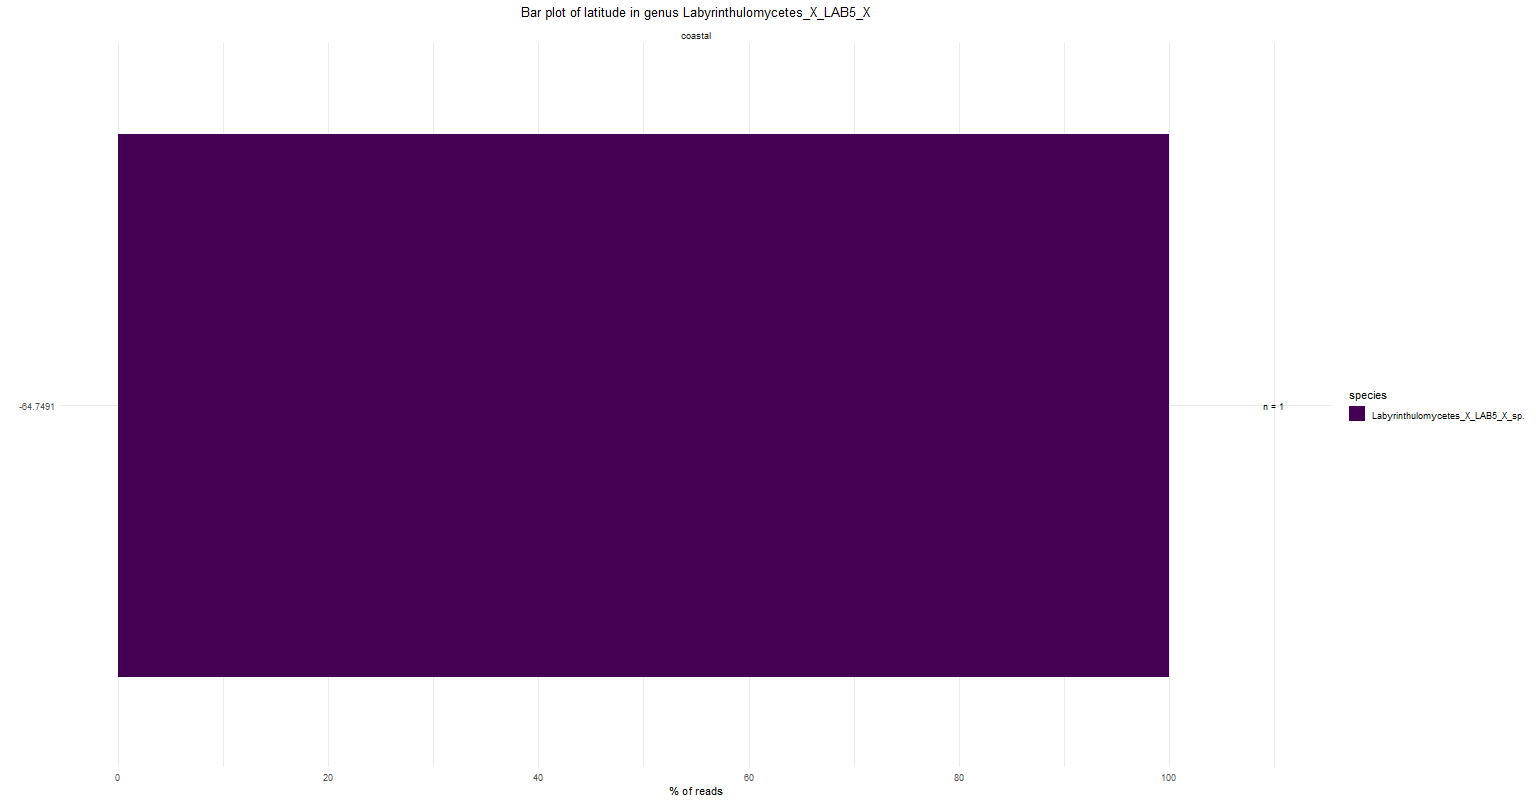 Bar plot of latitude in genus Labyrinthulomycetes_X_LAB5_X
coastal
-64.7491
n = 1
species
Labyrinthulomycetes_X_LAB5_X_sp.
0 20 40 60 80 100
% of reads